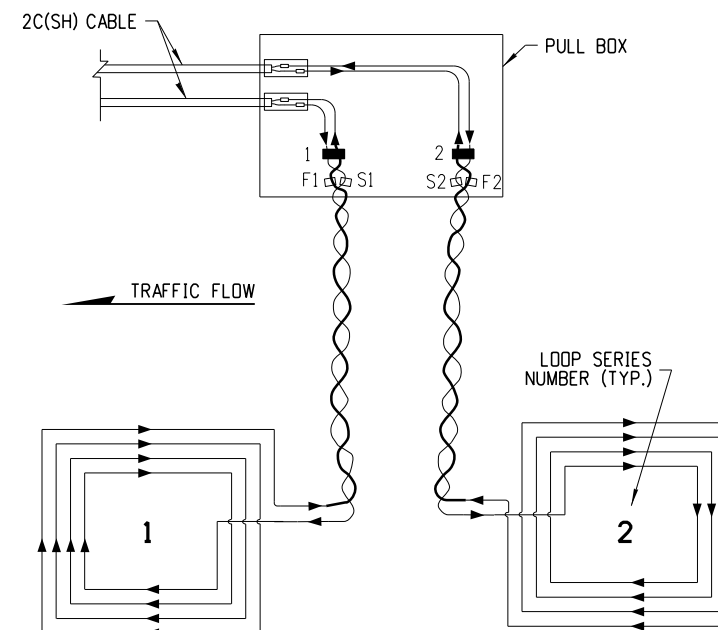 2C(SH) CABLE
PULL BOX
1
2
F1 S1
S2 F2
TRAFFIC FLOW
LOOP SERIES
NUMBER (TYP.)
1
2